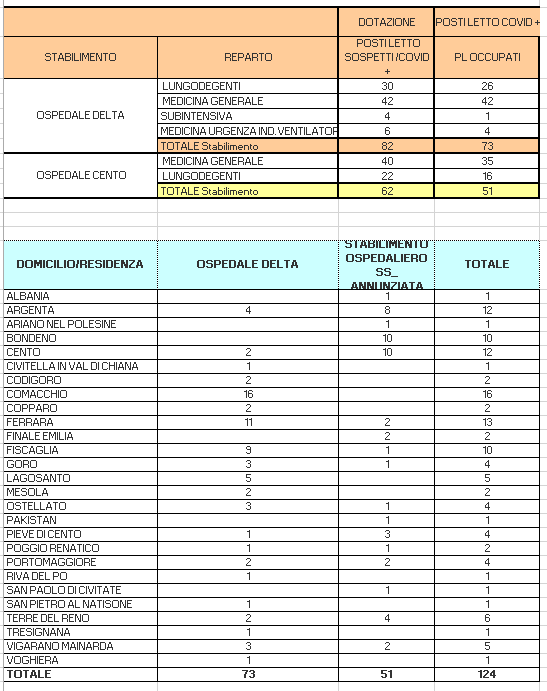 DOTAZIONE POSTI LETTO COVID +
STABILIMENTO REPARTO POSTI LETTO SOSPETTI/COVID + PL OCCUPATI
OSPEDALE DELTA
LUNGODEGENTI 30 26
MEDICINA GENERALE 42 42
SUBINTENSIVA 4 1
MEDICINA URGENZA IND.VENTILATOR 6 4
TOTALE Stabilimento 82 73
OSPEDALE CENTO
MEDICINA GENERALE 40 35
LUNGODEGENTI 22 16
TOTALE Stabilimento 62 51
DOMICILIO/RESIDENZA OSPEDALE DELTA STABILIMENTO OSPEDALIERO SS_ ANNUNZIATA TOTALE
ALBANIA 1 1
ARGENTA 4 8 12
ARIANO NEL POLESINE 1 1
BONDENO 10 10
CENTO 2 10 12
CIVITELLA IN VAL DI CHIANA 1 1
CODIGORO 2 2
COMACCHIO 16 16
COPPARO 2 2
FERRARA 11 2 13
FINALE EMILIA 2 2
FISCAGLIA 9 1 10
GORO 3 1 4
LAGOSANTO 5 5
MESOLA 2 2
OSTELLATO 3 1 4
PAKISTAN 1 1
PIEVE DI CENTO 1 3 4
POGGIO RENATICO 1 1 2
PORTOMAGGIORE 2 2 4
RIVA DEL PO 1 1
SAN PAOLO DI CIVITATE 1 1
SAN PIETRO AL NATISONE 1 1
TERRE DEL RENO 2 4 6
TRESIGNANA 1 1
VIGARANO MAINARDA 3 2 5
VOGHIERA 1 1
TOTALE 73 51 124